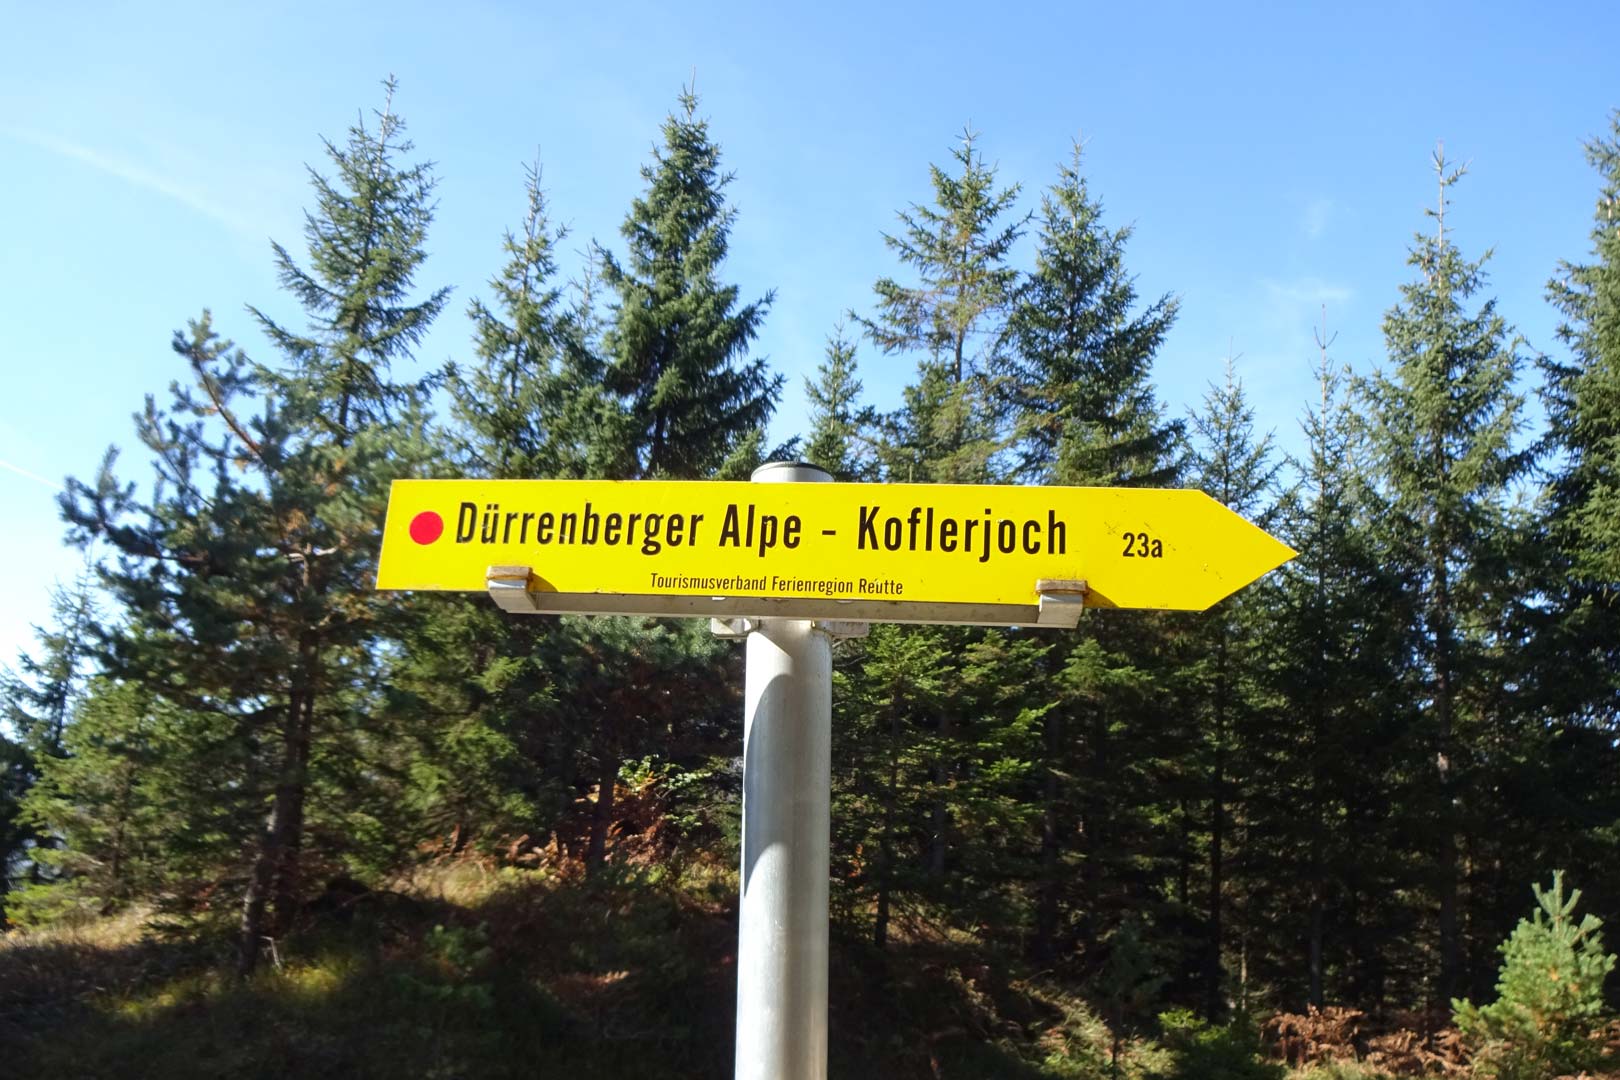 Dürrenberger Alpe - Koflerjoch 23a
Tourismusverband Ferienregion Reutte